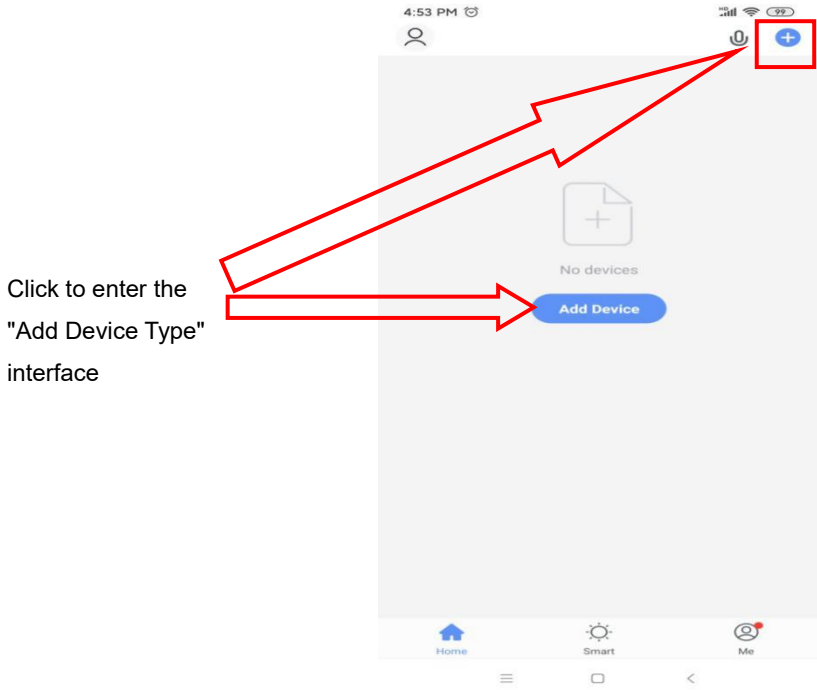 4:53 PM
HD
99
No devices
Click to enter the
"Add Device Type"
interface
Add Device
Home
Smart
Me